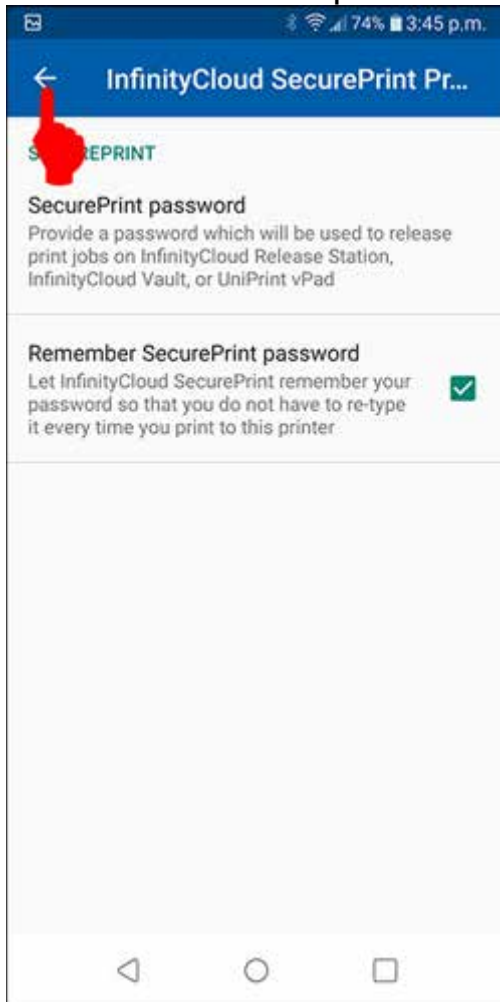 74% 3:45 p.m.
InfinityCloud SecurePrint Pr...
SECUREPRINT
SecurePrint password
Provide a password which will be used to release
print jobs on InfinityCloud Release Station,
InfinityCloud Vault, or UniPrint vPad
Remember SecurePrint password
Let InfinityCloud SecurePrint remember your
password so that you do not have to re-type
it every time you print to this printer